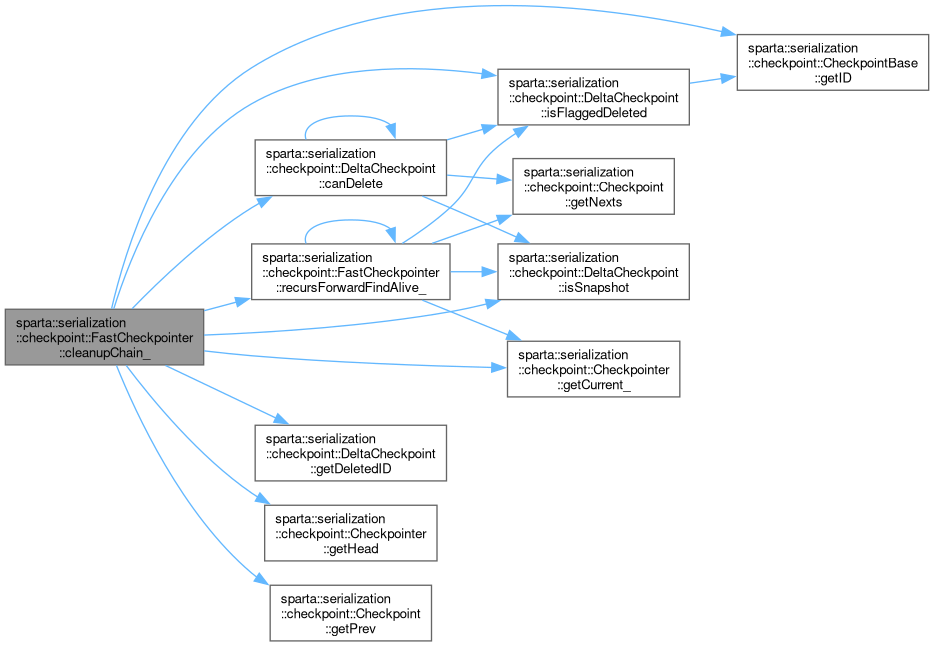 sparta::serialization
::checkpoint::CheckpointBase
::getID
sparta::serialization
::checkpoint::DeltaCheckpoint
::isFlaggedDeleted
sparta::serialization
::checkpoint::DeltaCheckpoint
::canDelete
sparta::serialization
::checkpoint::Checkpoint
::getNexts
sparta::serialization
::checkpoint::FastCheckpointer
::recursForwardFindAlive_
sparta::serialization
::checkpoint::DeltaCheckpoint
::isSnapshot
sparta::serialization
::checkpoint::FastCheckpointer
::cleanupChain_
sparta::serialization
::checkpoint::Checkpointer
::getCurrent_
sparta::serialization
::checkpoint::DeltaCheckpoint
::getDeletedID
sparta::serialization
::checkpoint::Checkpointer
::getHead
sparta::serialization
::checkpoint::Checkpoint
::getPrev